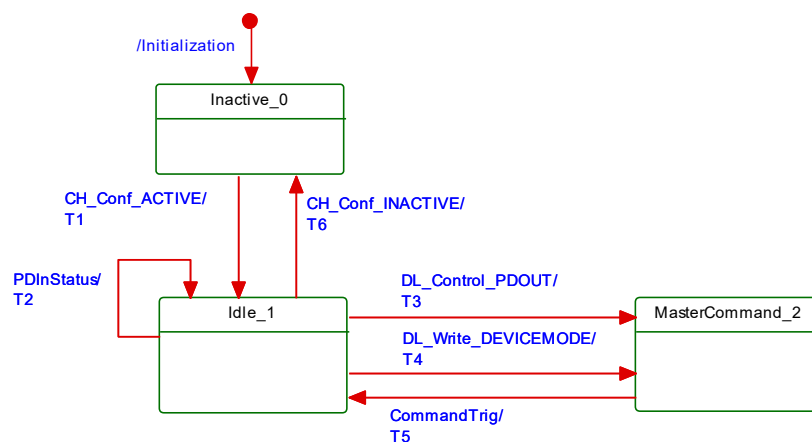 /Initialization
Inactive_0
CH_Conf_ACTIVE/
T1
CH_Conf_INACTIVE/
T6
PDInStatus/
T2
DL_Control_PDOUT/
T3
Idle_1
MasterCommand_2
DL_Write_DEVICEMODE/
T4
CommandTrig/
T5